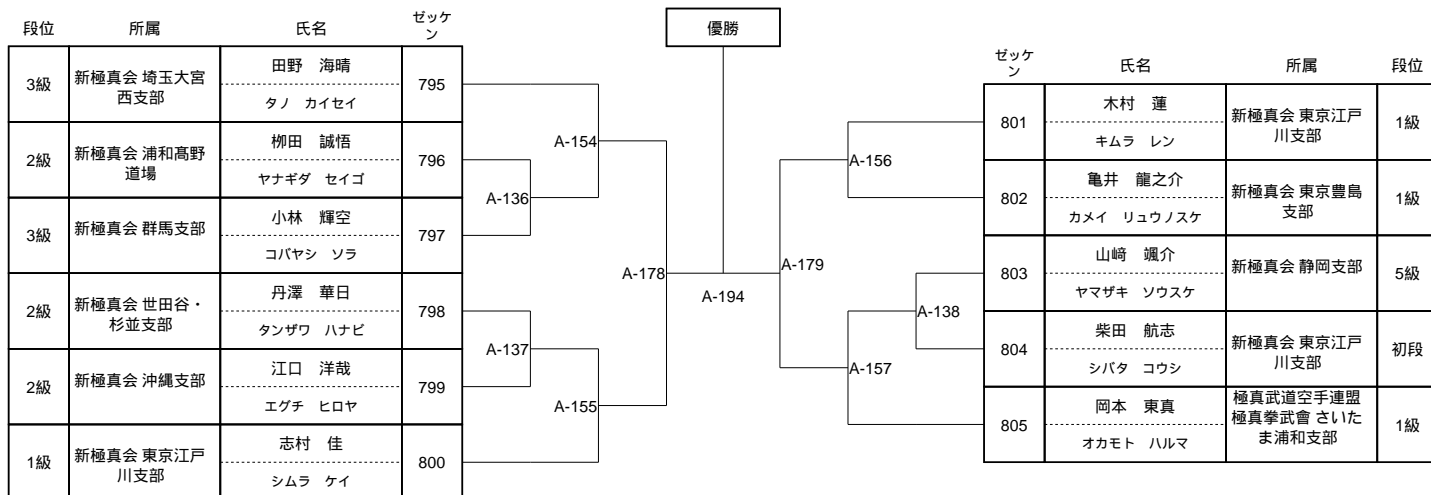 優勝
段位 所属 氏名 ゼッケ
ン
3級 新極真会 埼玉大宮
西支部 田野 海晴
タノ カイセイ 795
2級 新極真会 浦和髙野
道場 栁田 誠悟
ヤナギダ セイゴ 796
3級 新極真会 群馬支部 小林 輝空
コバヤシ ソラ 797
2級 新極真会 世田谷・
杉並支部 丹澤 華日
タンザワ ハナビ 798
2級 新極真会 沖縄支部 江口 洋哉
エグチ ヒロヤ 799
1級 新極真会 東京江戸
川支部 志村 佳
シムラ ケイ 800
A-154
A-136
A-178
A-137
A-155
A-194
A-156
A-179
A-138
A-157
ゼッケ
ン 氏名 所属 段位
801 木村 蓮
キムラ レン 新極真会 東京江戸
川支部 1級
802 亀井 龍之介
カメイ リュウノスケ 新極真会 東京豊島
支部 1級
803 山﨑 颯介
ヤマザキ ソウスケ 新極真会 静岡支部 5級
804 柴田 航志
シバタ コウシ 新極真会 東京江戸
川支部 初段
805 岡本 東真
オカモト ハルマ 極真武道空手連盟
極真拳武會 さいた
ま浦和支部 1級